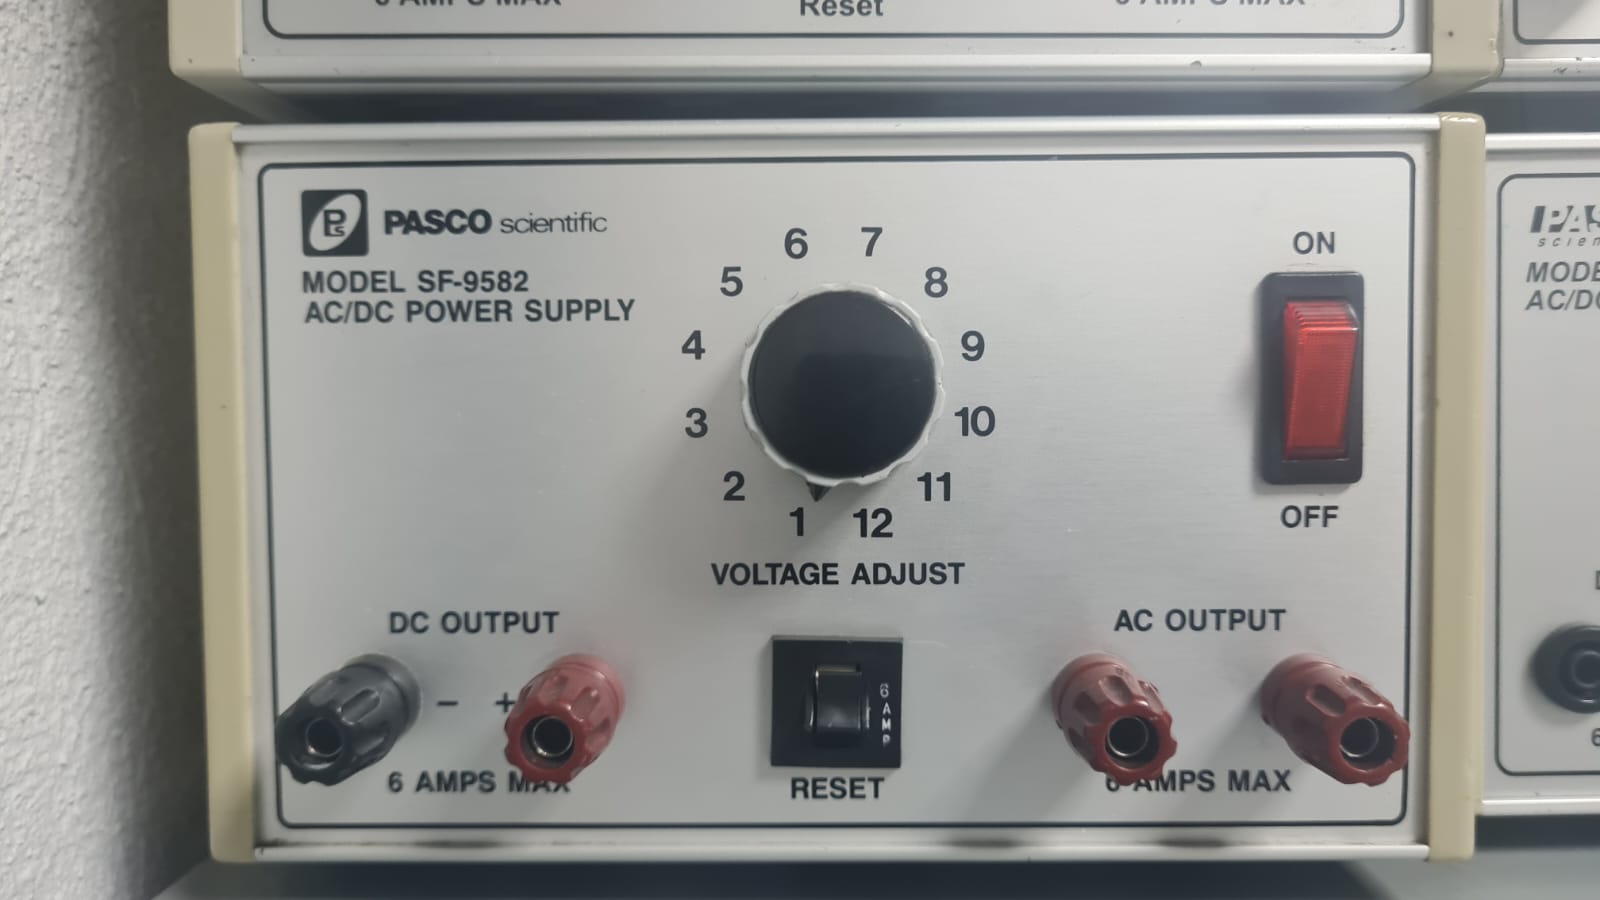 Reset
PASCO scientific
MODEL SF-9582
AC/DC POWER SUPPLY
6 7
5 8
4 9
3 10
2 11
1 12
VOLTAGE ADJUST
ON
OFF
DC OUTPUT
- +
6 AMPS MAX
6 AMP
RESET
AC OUTPUT
6 AMPS MAX